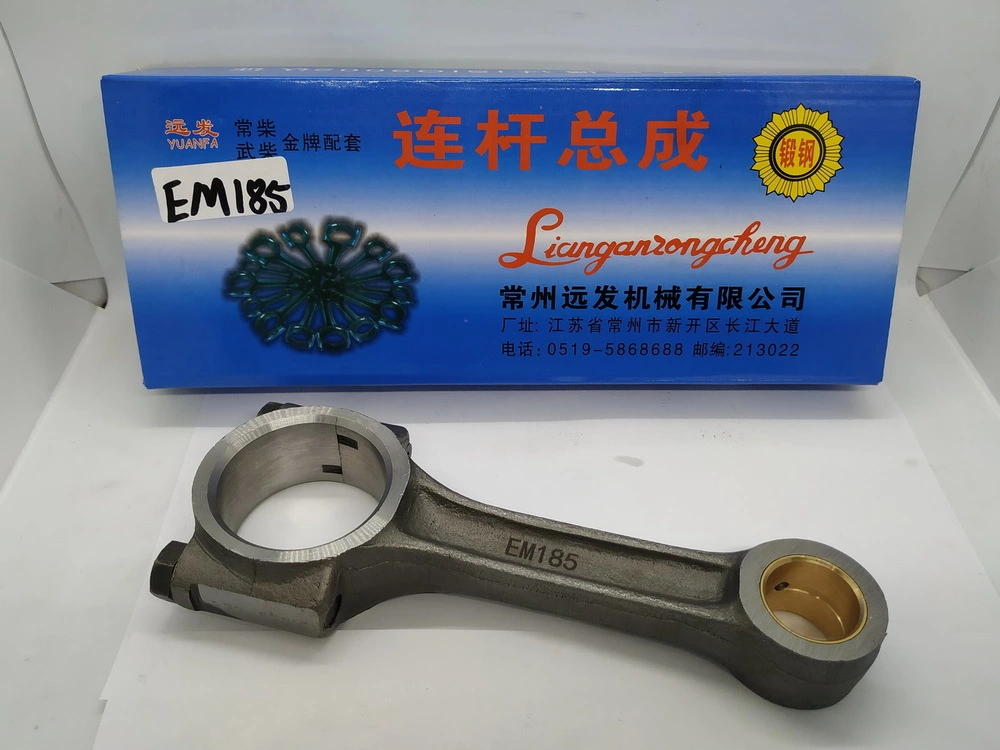 远发
YUANFA
常柴
武柴
金牌配套
连杆总成
锻钢
EM185
Lianganzongcheng
常州远发机械有限公司
厂址: 江苏省常州市新开区长江大道
电话: 0519-5868688 邮编: 213022
EM185